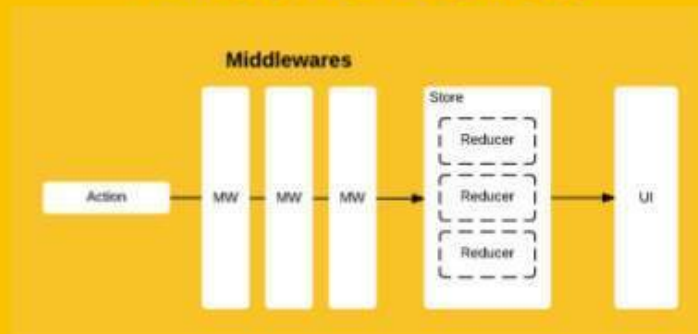 Middlewares
Store
Reducer
Action
MW
MW
MW
Reducer
UI
Reducer